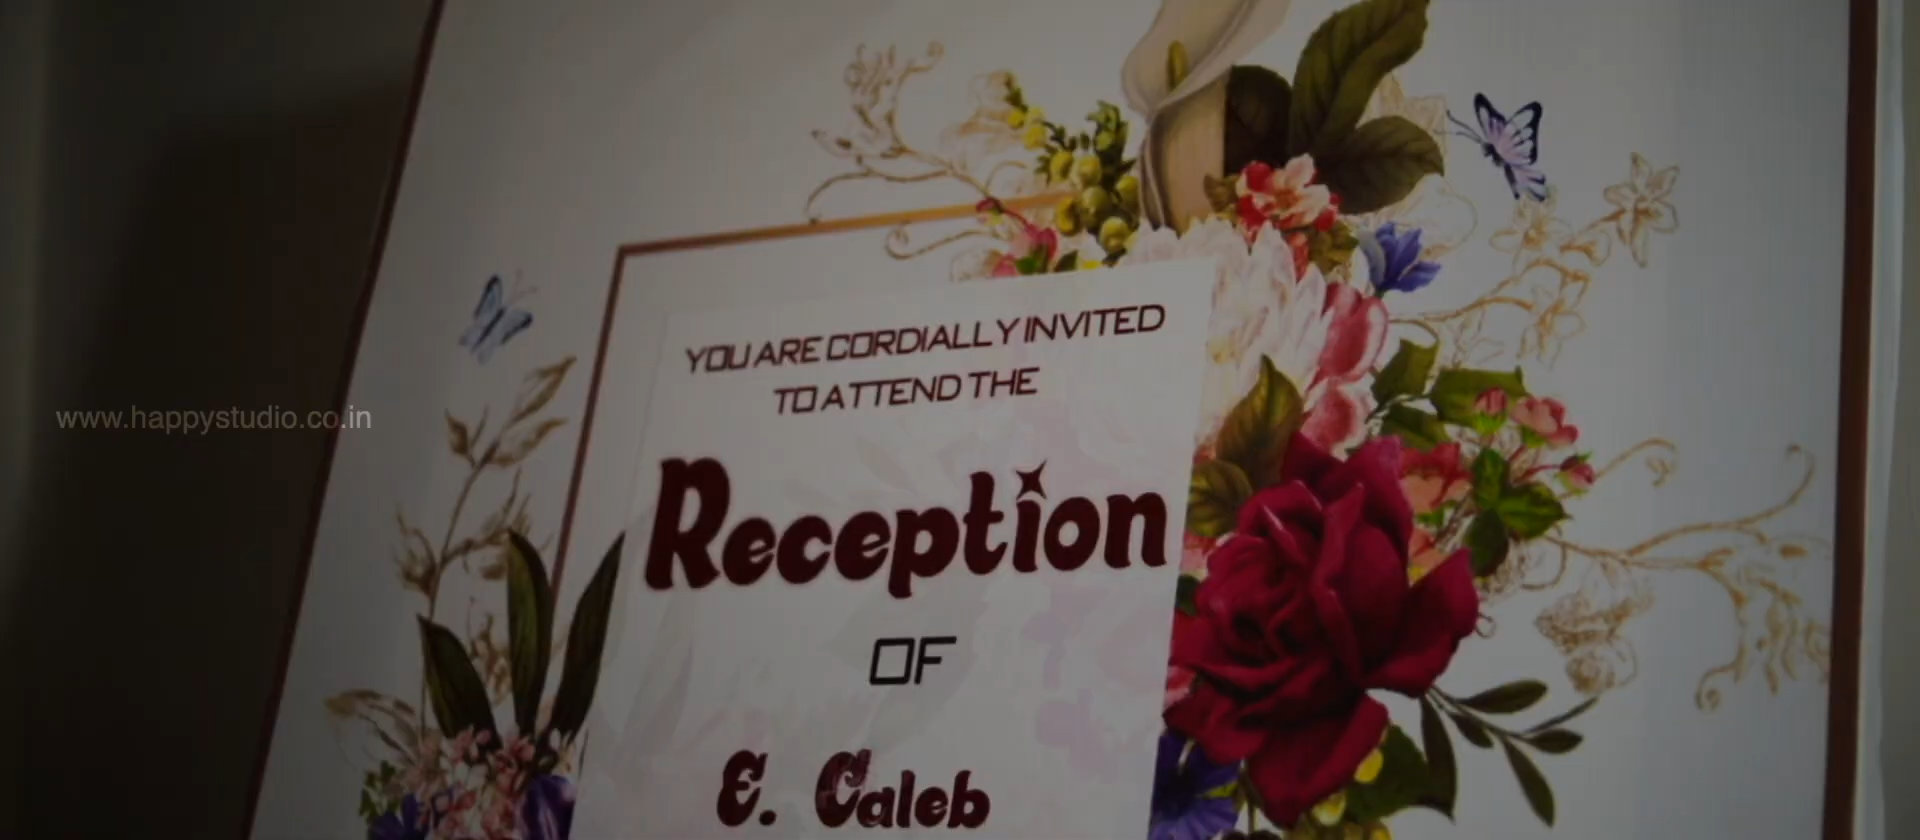 YOU ARE CORDIALLY INVITED
TO ATTEND THE
Reception
OF
E. Caleb
www.happystudio.co.in